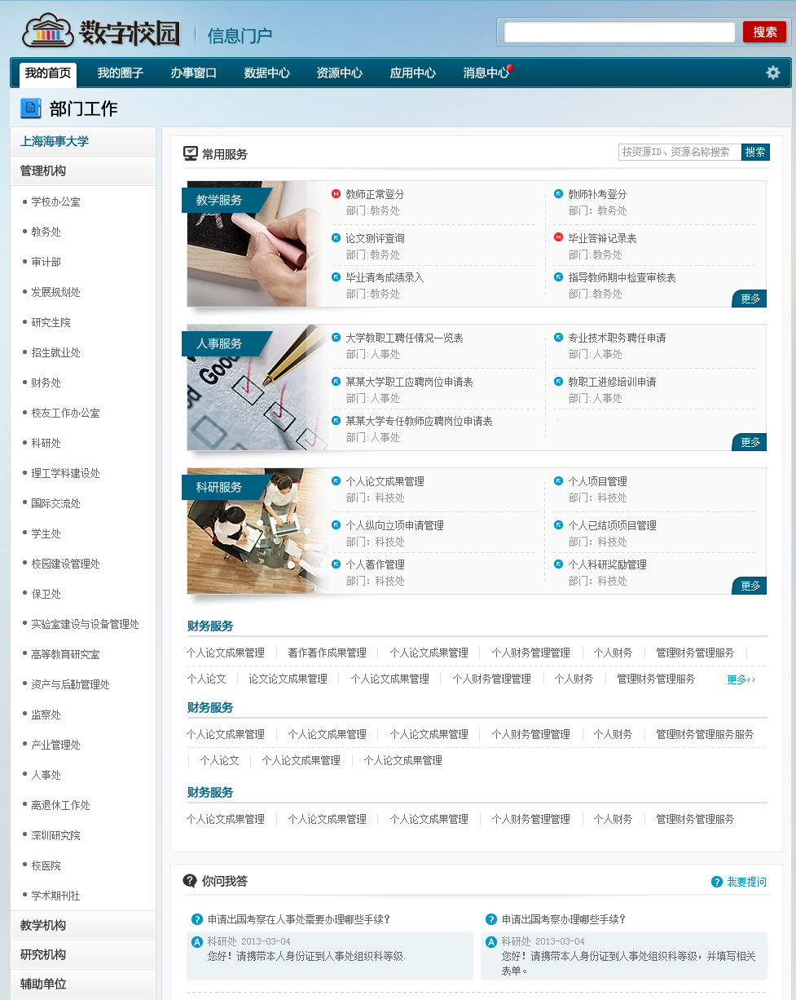 数字校园 信息门户
搜索
我的首页 我的圈子 办事窗口 数据中心 资源中心 应用中心 消息中心
部门工作
上海海事大学
管理机构
学校办公室
教务处
审计部
发展规划处
研究生院
招生就业处
财务处
校友工作办公室
科研处
理工学科建设处
国际交流处
学生处
校园建设管理处
保卫处
实验室建设与设备管理处
高等教育研究室
资产与后勤管理处
监察处
产业管理处
人事处
离退休工作处
深圳研究院
校医院
学术期刊社
教学机构
研究机构
辅助单位
常用服务
按资源ID、资源名称搜索 搜索
教学服务
H 教师正常登分
部门:教务处
教师补考登分
部门：教务处
论文测评查询
部门:教务处
H 毕业答辩记录表
部门:教务处
毕业清考成绩录入
部门:教务处
指导教师期中检查审核表
部门:教务处
更多
人事服务
Good
大学教职工聘任情况一览表
部门:人事处
专业技术职务聘任申请
部门:人事处
某某大学职工应聘岗位申请表
部门:人事处
教职工进修培训申请
部门:人事处
某某大学专任教师应聘岗位申请表
部门:人事处
更多
科研服务
个人论文成果管理
部门：科技处
个人项目管理
部门：科技处
个人纵向立项申请管理
部门：科技处
个人已结项项目管理
部门：科技处
个人著作管理
部门：科技处
个人科研奖励管理
部门：科技处
更多
财务服务
个人论文成果管理 著作著作成果管理 个人论文成果管理 个人财务管理管理 个人财务 管理财务管理服务
个人论文 论文论文成果管理 个人论文成果管理 个人财务管理管理 个人财务 管理财务管理服务 更多››
财务服务
个人论文成果管理 个人论文成果管理 个人论文成果管理 个人财务管理管理 个人财务 管理财务管理服务服务
个人论文 个人论文成果管理 个人论文成果管理
财务服务
个人论文成果管理 个人论文成果管理 个人论文成果管理 个人财务管理管理 个人财务 管理财务管理服务
? 你问我答
? 我要提问
? 申请出国考察在人事处需要办理哪些手续？
A 科研处 2013-03-04
您好！请携带本人身份证到人事处组织科等级.
? 申请出国考察办理哪些手续？
A 科研处 2013-03-04
您好！请携带本人身份证到人事处组织科等级，并填写相关
表单。